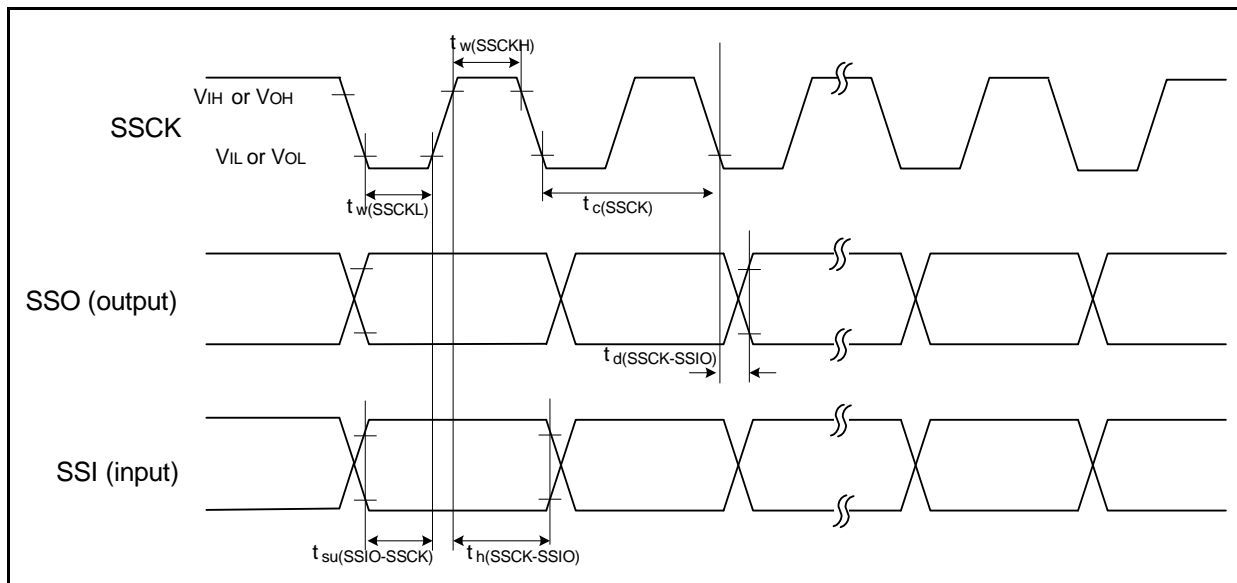 t w(SSCKH)
VIH or VOH
SSCK
VIL or VOL
t w(SSCKL)
t c(SSCK)
SSO (output)
t d(SSCK-SSIO)
SSI (input)
t su(SSIO-SSCK)
t h(SSCK-SSIO)